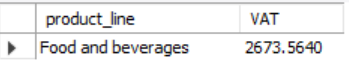 product_line VAT
Food and beverages 2673.5640